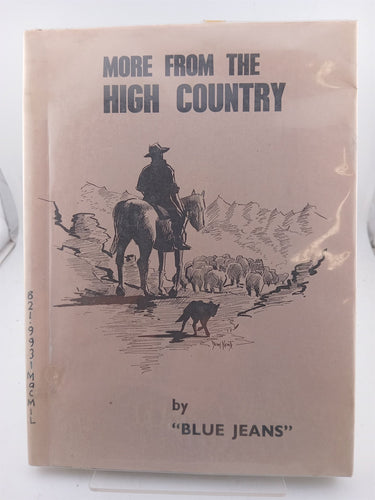 MORE FROM THE
HIGH COUNTRY
by
"BLUE JEANS"
821.9931 MaCMIL